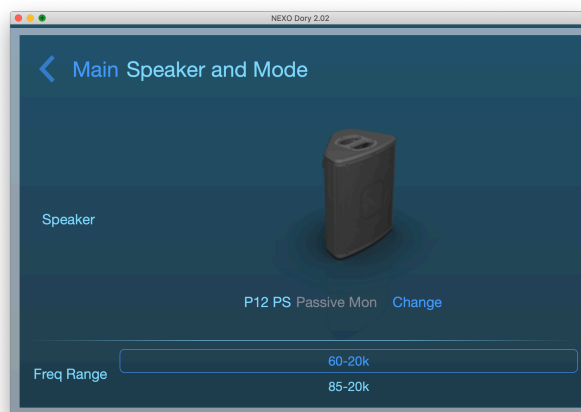 NEXO Dory 2.02
Main Speaker and Mode
Speaker
P12 PS Passive Mon Change
Freq Range
60-20k
85-20k